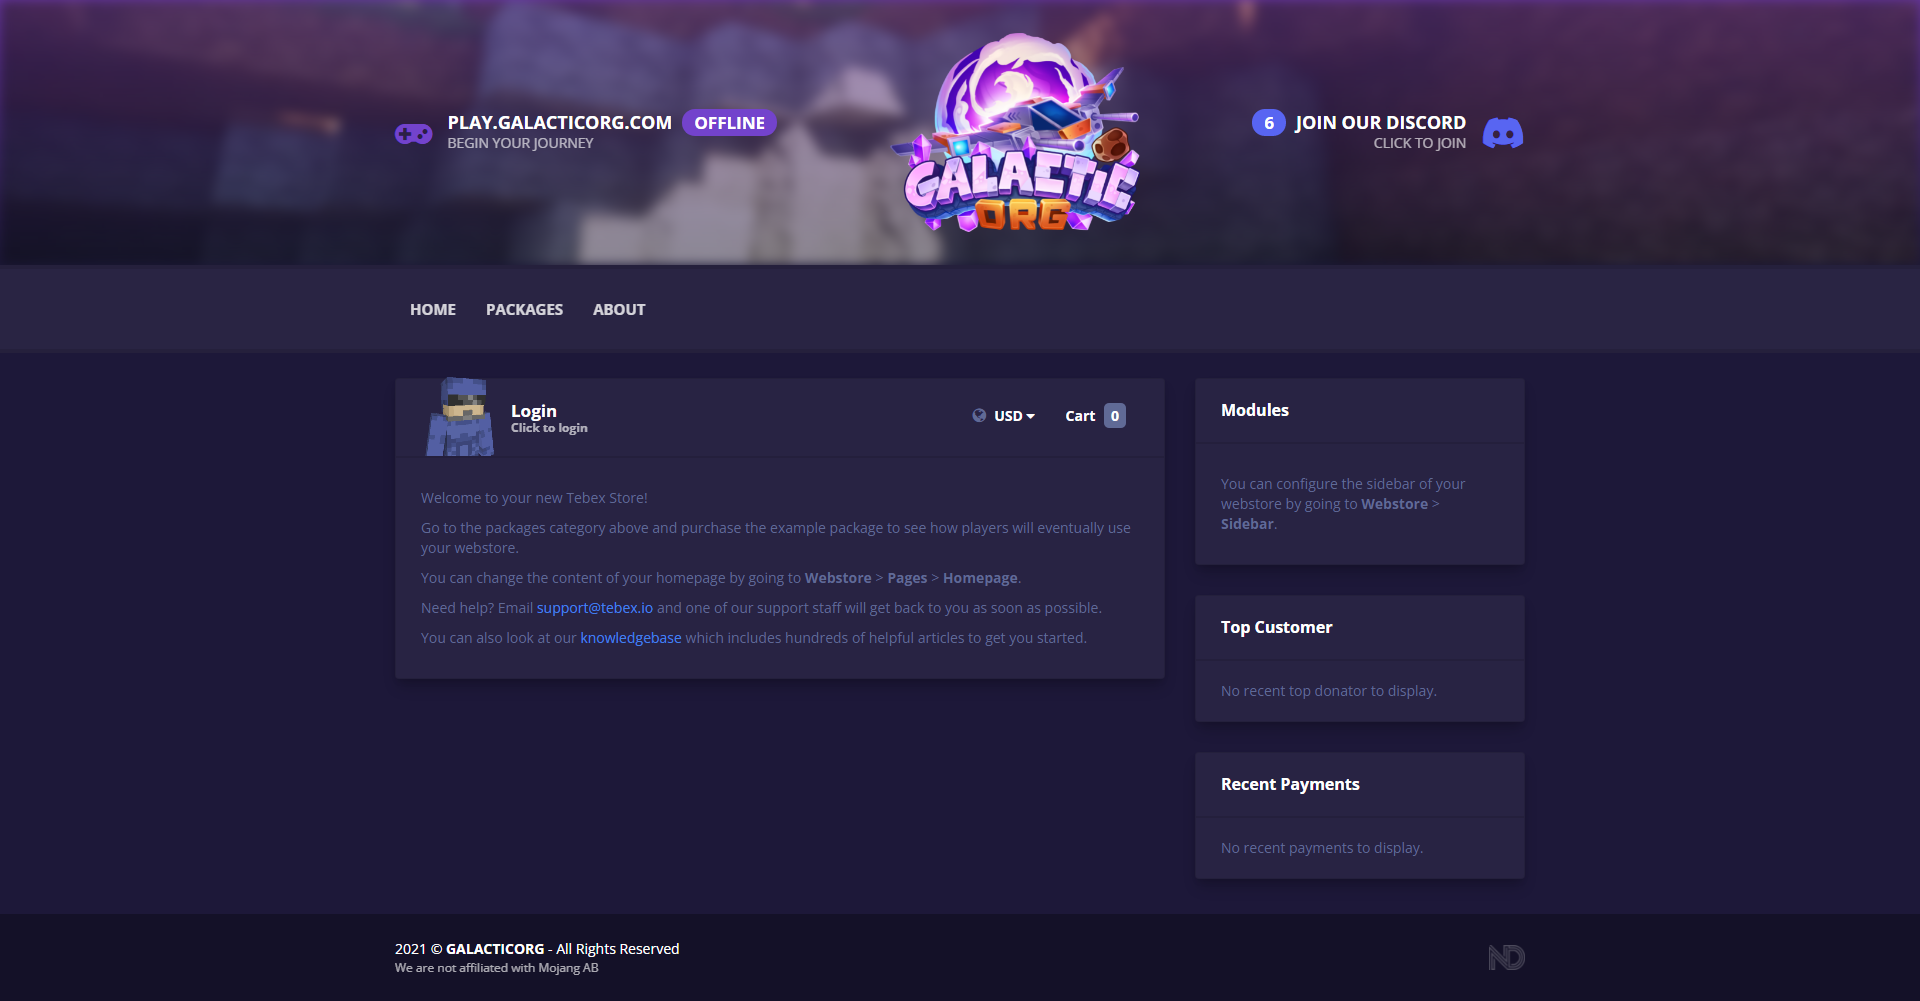 PLAY.GALACTICORG.COM OFFLINE
BEGIN YOUR JOURNEY
GALACTIC
ORG
6 JOIN OUR DISCORD
CLICK TO JOIN
HOME PACKAGES ABOUT
Login
Click to login
USD Cart 0
Welcome to your new Tebex Store!
Go to the packages category above and purchase the example package to see how players will eventually use
your webstore.
You can change the content of your homepage by going to Webstore > Pages > Homepage.
Need help? Email support@tebex.io and one of our support staff will get back to you as soon as possible.
You can also look at our knowledgebase which includes hundreds of helpful articles to get you started.
Modules
You can configure the sidebar of your
webstore by going to Webstore >
Sidebar.
Top Customer
No recent top donator to display.
Recent Payments
No recent payments to display.
2021 © GALACTICORG - All Rights Reserved
We are not affiliated with Mojang AB
ND